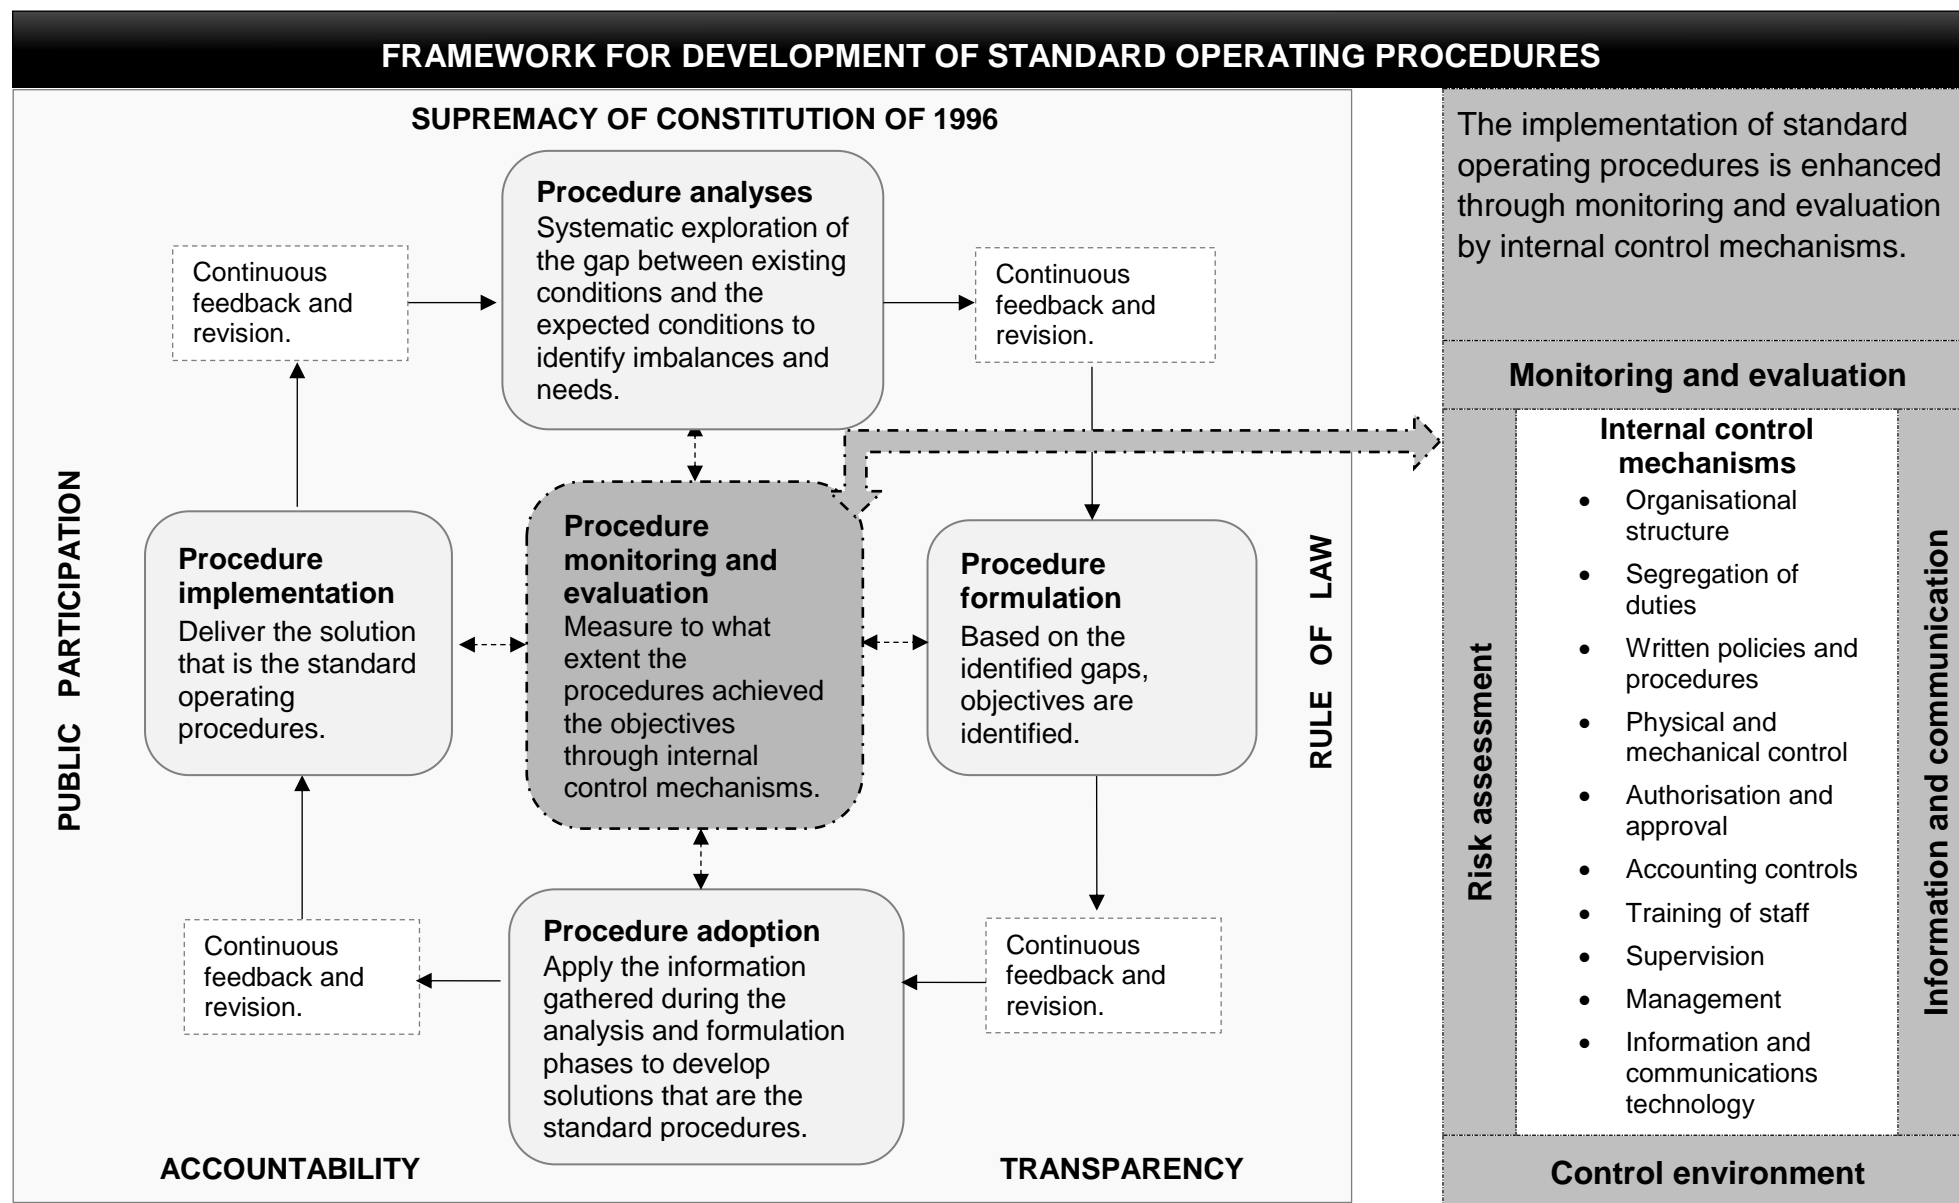 FRAMEWORK FOR DEVELOPMENT OF STANDARD OPERATING PROCEDURES
SUPREMACY OF CONSTITUTION OF 1996
Procedure analyses
Systematic exploration of
the gap between existing
conditions and the
expected conditions to
identify imbalances and
needs.
Continuous
feedback and
revision.
Continuous
feedback and
revision.
PUBLIC PARTICIPATION
Procedure
implementation
Deliver the solution
that is the standard
operating
procedures.
Procedure
monitoring and
evaluation
Measure to what
extent the
procedures achieved
the objectives
through internal
control mechanisms.
Procedure
formulation
Based on the
identified gaps,
objectives are
identified.
RULE OF LAW
Continuous
feedback and
revision.
Procedure adoption
Apply the information
gathered during the
analysis and formulation
phases to develop
solutions that are the
standard procedures.
Continuous
feedback and
revision.
ACCOUNTABILITY
TRANSPARENCY
The implementation of standard
operating procedures is enhanced
through monitoring and evaluation
by internal control mechanisms.
Monitoring and evaluation
Risk assessment
Internal control
mechanisms
• Organisational
structure
• Segregation of
duties
• Written policies and
procedures
• Physical and
mechanical control
• Authorisation and
approval
• Accounting controls
• Training of staff
• Supervision
• Management
• Information and
communications
technology
Information and communication
Control environment